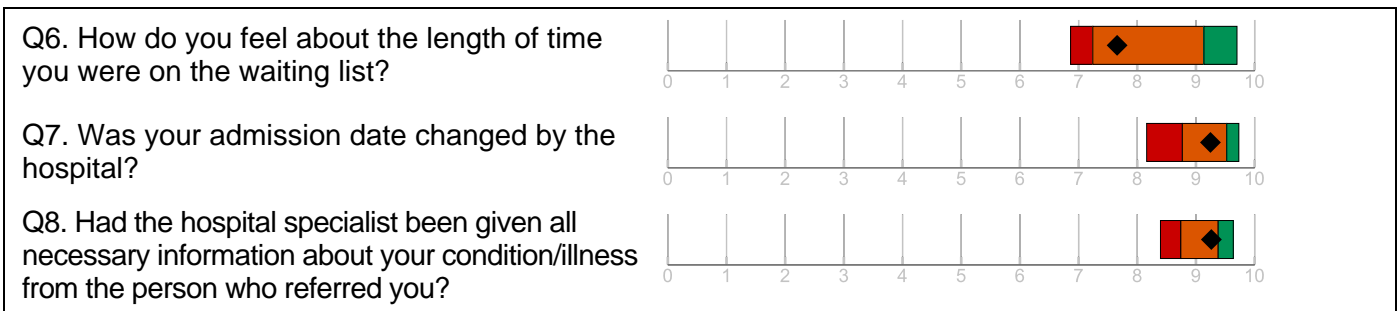 Q6. How do you feel about the length of time
you were on the waiting list?
0 1 2 3 4 5 6 7 8 9 10
Q7. Was your admission date changed by the
hospital?
0 1 2 3 4 5 6 7 8 9 10
Q8. Had the hospital specialist been given all
necessary information about your condition/illness
from the person who referred you?
0 1 2 3 4 5 6 7 8 9 10